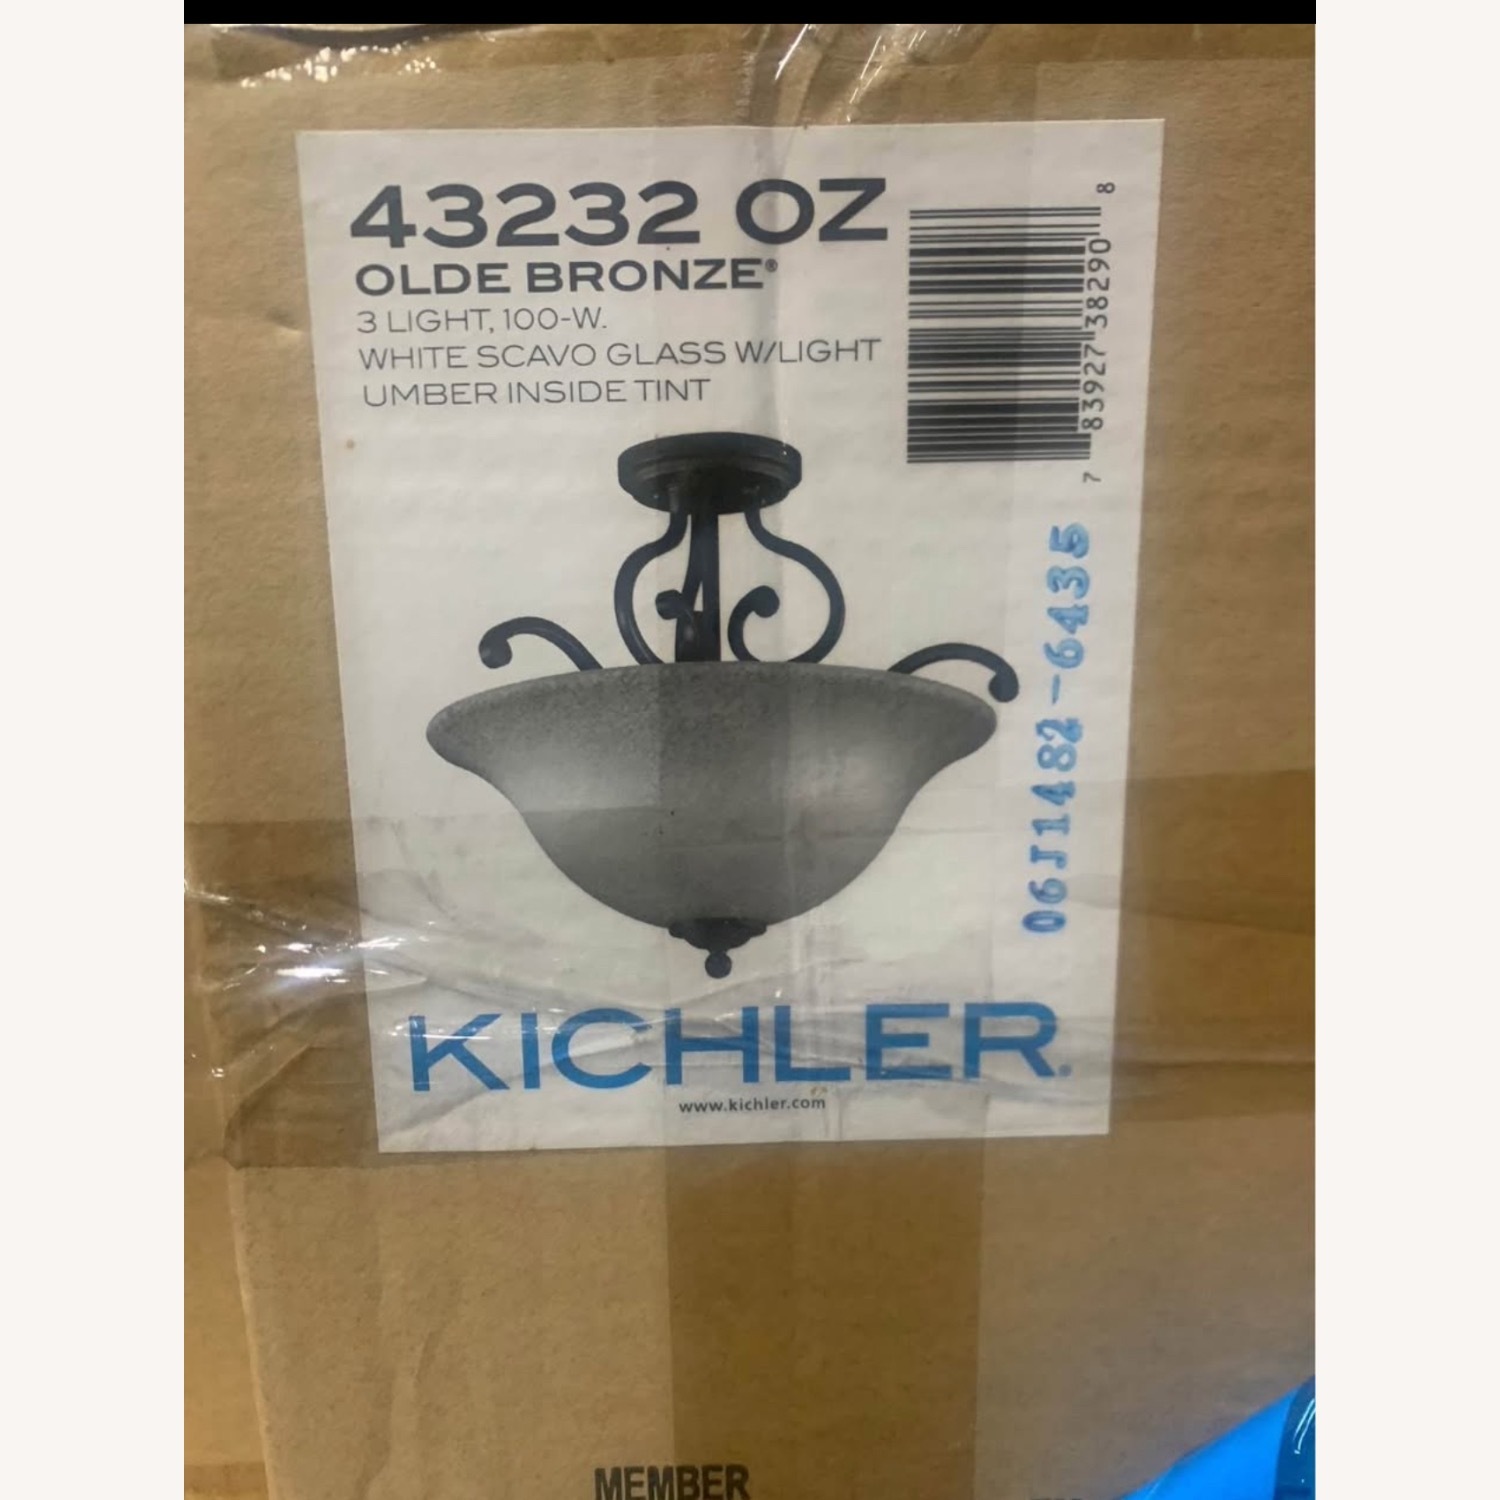 43232 OZ
OLDE BRONZE®
3 LIGHT, 100-W.
WHITE SCAVO GLASS W/LIGHT
UMBER INSIDE TINT
7 83927 38290 8
06J1482-6435
KICHLER®
www.kichler.com
MEMBER